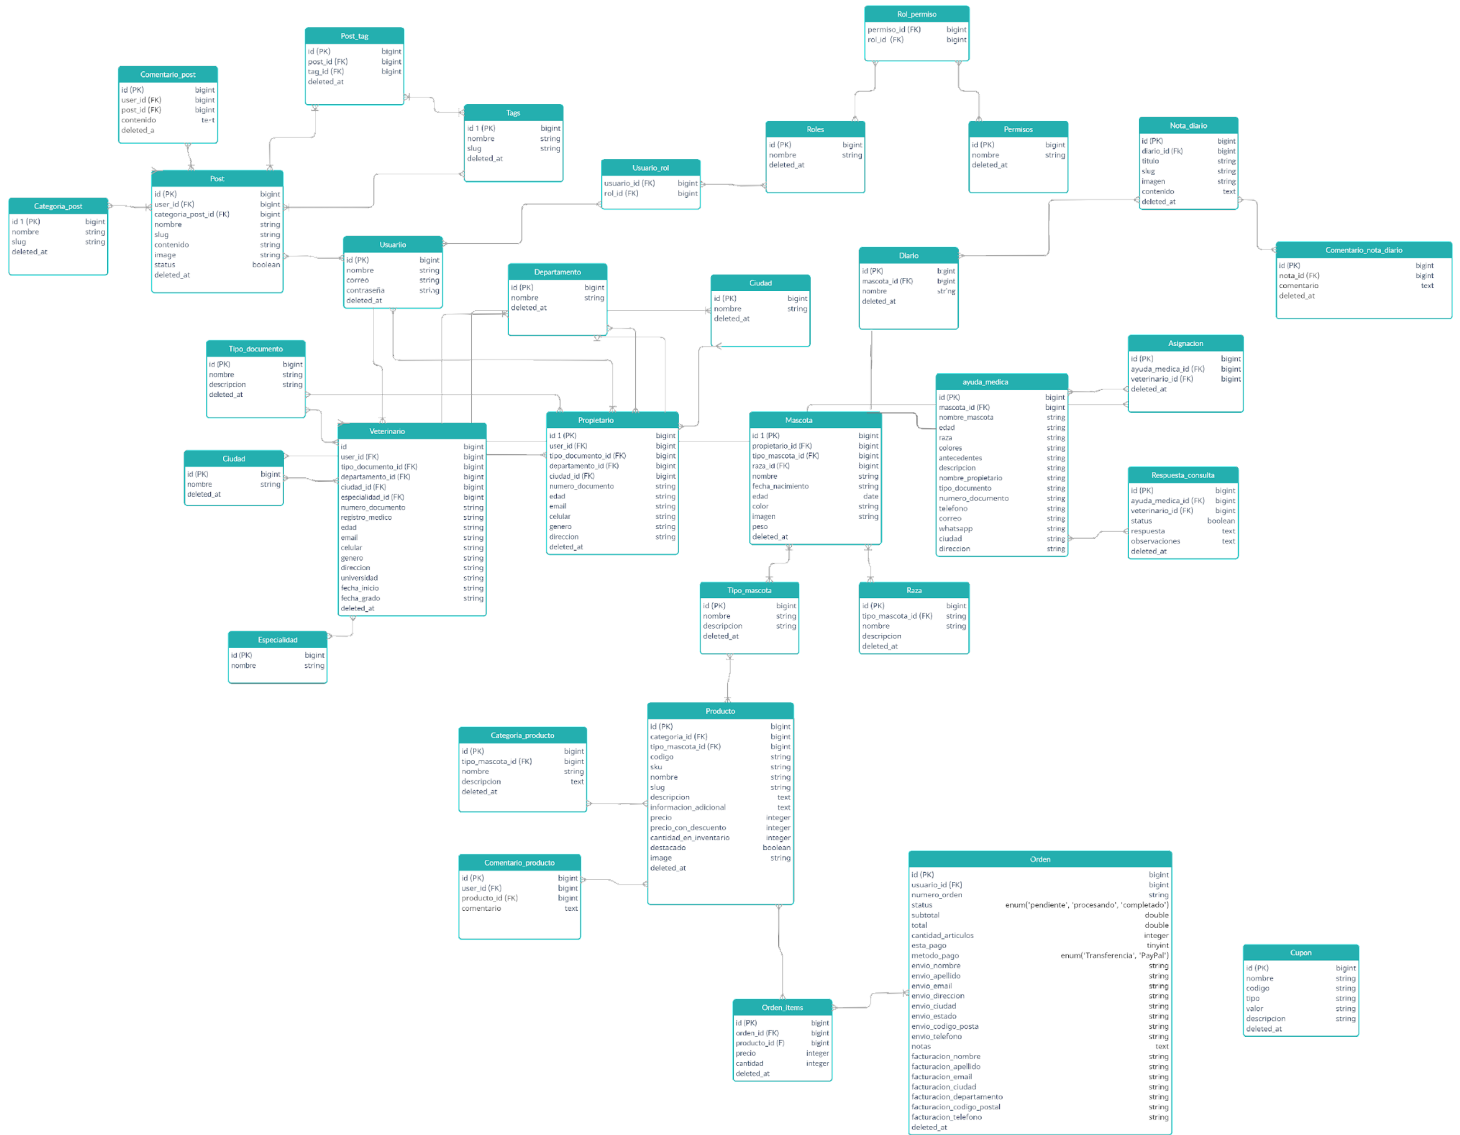 Rol_permiso
permiso_id (FK) bigint
rol_id (FK) bigint
Post_tag
id (PK) bigint
post_id (FK) bigint
tag_id (FK) bigint
deleted_at
Comentario_post
id (PK) bigint
user_id (FK) bigint
post_id (FK) bigint
contenido text
deleted_a
Tags
id 1 (PK) bigint
nombre string
slug string
deleted_at
Roles
id (PK) bigint
nombre string
deleted_at
Permisos
id (PK) bigint
nombre string
deleted_at
Nota_diario
id (PK) bigint
diario_id (Fk) bigint
titulo string
slug string
imagen string
contenido text
deleted_at
Usuario_rol
usuario_id (FK) bigint
rol_id (FK) bigint
Post
id (PK) bigint
user_id (FK) bigint
categoria_post_id (FK) bigint
nombre string
slug string
contenido string
image string
status boolean
deleted_at
Categoria_post
id 1 (PK) bigint
nombre string
slug string
deleted_at
Usuario
id (PK) bigint
nombre string
correo string
contraseña string
deleted_at
Departamento
id (PK) bigint
nombre string
deleted_at
Ciudad
id (PK) bigint
nombre string
deleted_at
Diario
id (PK) bigint
mascota_id (FK) bigint
nombre string
deleted_at
Comentario_nota_diario
id (PK) bigint
nota_id (FK) bigint
comentario text
deleted_at
Tipo_documento
id (PK) bigint
nombre string
descripcion string
deleted_at
Asignacion
id (PK) bigint
ayuda_medica_id (FK) bigint
veterinario_id (FK) bigint
deleted_at
ayuda_medica
id (PK) bigint
mascota_id (FK) bigint
nombre_mascota string
edad string
raza string
colores string
antecedentes string
descripcion string
nombre_propietario string
tipo_documento string
numero_documento string
telefono string
correo string
whatsapp string
ciudad string
direccion string
Veterinario
id bigint
user_id (FK) bigint
tipo_documento_id (FK) bigint
departamento_id (FK) bigint
ciudad_id (FK) bigint
especialidad_id (FK) bigint
numero_documento string
registro_medico string
edad string
email string
celular string
genero string
direccion string
universidad string
fecha_inicio string
fecha_grado string
deleted_at
Propietario
id 1 (PK) bigint
user_id (FK) bigint
tipo_documento_id (FK) bigint
departamento_id (FK) bigint
ciudad_id (FK) bigint
numero_documento string
edad string
email string
celular string
genero string
direccion string
deleted_at
Mascota
id 1 (PK) bigint
propietario_id (FK) bigint
tipo_mascota_id (FK) bigint
raza_id (FK) bigint
nombre string
fecha_nacimiento string
edad date
color string
imagen string
peso
deleted_at
Ciudad
id (PK) bigint
nombre string
deleted_at
Respuesta_consulta
id (PK) bigint
ayuda_medica_id (FK) bigint
veterinario_id (FK) bigint
status boolean
respuesta text
observaciones text
deleted_at
Tipo_mascota
id (PK) bigint
nombre string
descripcion string
deleted_at
Raza
id (PK) bigint
tipo_mascota_id (FK) string
nombre string
descripcion
deleted_at
Especialidad
id (PK) bigint
nombre string
Producto
id (PK) bigint
categoria_id (FK) bigint
tipo_mascota_id (FK) bigint
codigo string
sku string
nombre string
slug string
descripcion text
informacion_adicional text
precio integer
precio_con_descuento integer
cantidad_en_inventario integer
destacado boolean
image string
deleted_at
Categoria_producto
id (PK) bigint
tipo_mascota_id (FK) bigint
nombre string
descripcion text
deleted_at
Comentario_producto
id (PK) bigint
user_id (FK) bigint
producto_id (FK) bigint
comentario text
Orden
id (PK) bigint
usuario_id (FK) bigint
numero_orden string
status enum('pendiente', 'procesando', 'completado')
subtotal double
total double
cantidad_articulos integer
esta_pago tinyint
metodo_pago enum('Transferencia', 'PayPal')
envio_nombre string
envio_apellido string
envio_email string
envio_direccion string
envio_ciudad string
envio_estado string
envio_codigo_posta string
envio_telefono string
notas text
facturacion_nombre string
facturacion_apellido string
facturacion_email string
facturacion_ciudad string
facturacion_departamento string
facturacion_codigo_postal string
facturacion_telefono string
deleted_at
Cupon
id (PK) bigint
nombre string
codigo string
tipo string
valor string
descripcion string
deleted_at
Orden_items
id (PK) bigint
orden_id (FK) bigint
producto_id (F) bigint
precio integer
cantidad integer
deleted_at